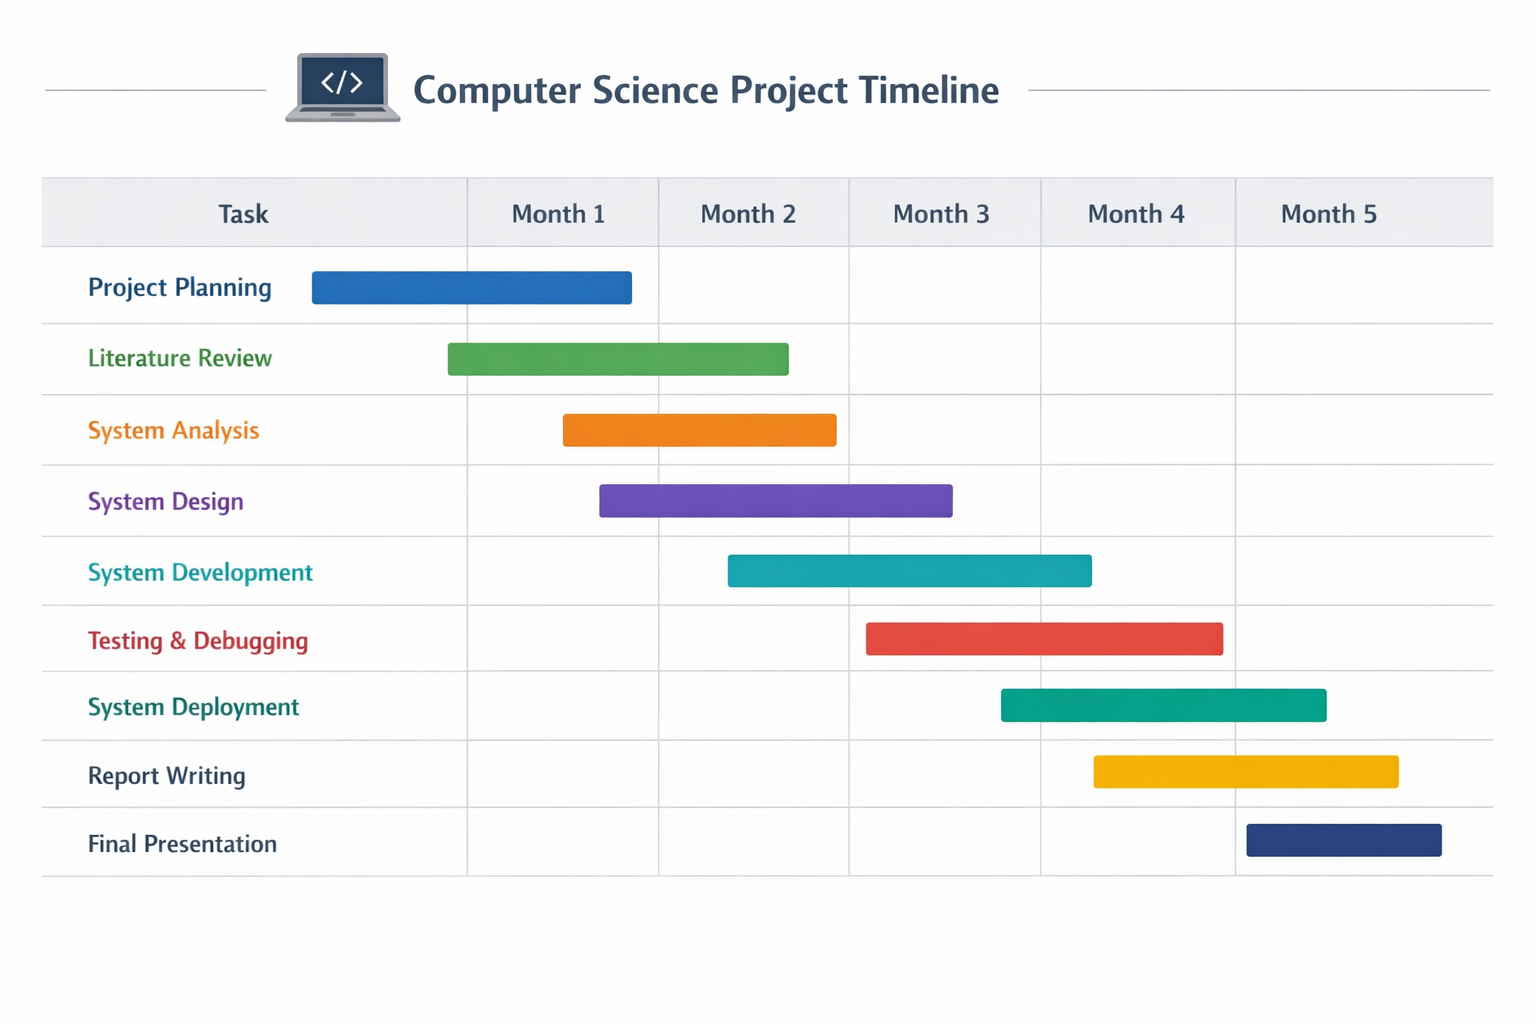 </>
Computer Science Project Timeline
Task Month 1 Month 2 Month 3 Month 4 Month 5
Project Planning
Literature Review
System Analysis
System Design
System Development
Testing & Debugging
System Deployment
Report Writing
Final Presentation